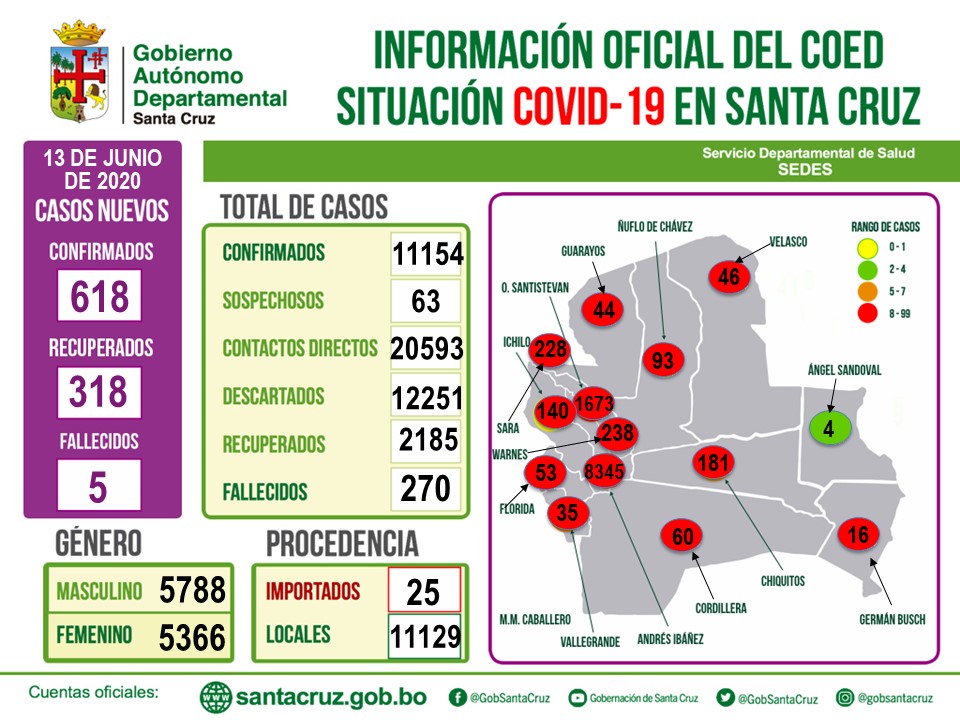 Gobierno
Autónomo
Departamental
Santa Cruz
INFORMACIÓN OFICIAL DEL COED
SITUACIÓN COVID-19 EN SANTA CRUZ
Servicio Departamental de Salud
SEDES
13 DE JUNIO
DE 2020
CASOS NUEVOS
CONFIRMADOS
618
RECUPERADOS
318
FALLECIDOS
5
TOTAL DE CASOS
CONFIRMADOS 11154
SOSPECHOSOS 63
CONTACTOS DIRECTOS 20593
DESCARTADOS 12251
RECUPERADOS 2185
FALLECIDOS 270
GÉNERO
MASCULINO 5788
FEMENINO 5366
PROCEDENCIA
IMPORTADOS 25
LOCALES 11129
ÑUFLO DE CHÁVEZ
VELASCO
GUARAYOS
O. SANTISTEVAN
ICHILO
RANGO DE CASOS
0 - 1
2 - 4
5 - 7
8 - 99
46
44
228
93
ÁNGEL SANDOVAL
140
1673
4
SARA
238
WARNES
53
8345
181
FLORIDA
35
60
16
CHIQUITOS
CORDILLERA
M.M. CABALLERO
GERMÁN BUSCH
VALLEGRANDE
ANDRÉS IBÁÑEZ
Cuentas oficiales:
santacruz.gob.bo
@GobSantaCruz
Gobernación de Santa Cruz
@GobSantaCruz
@gobsantacruz